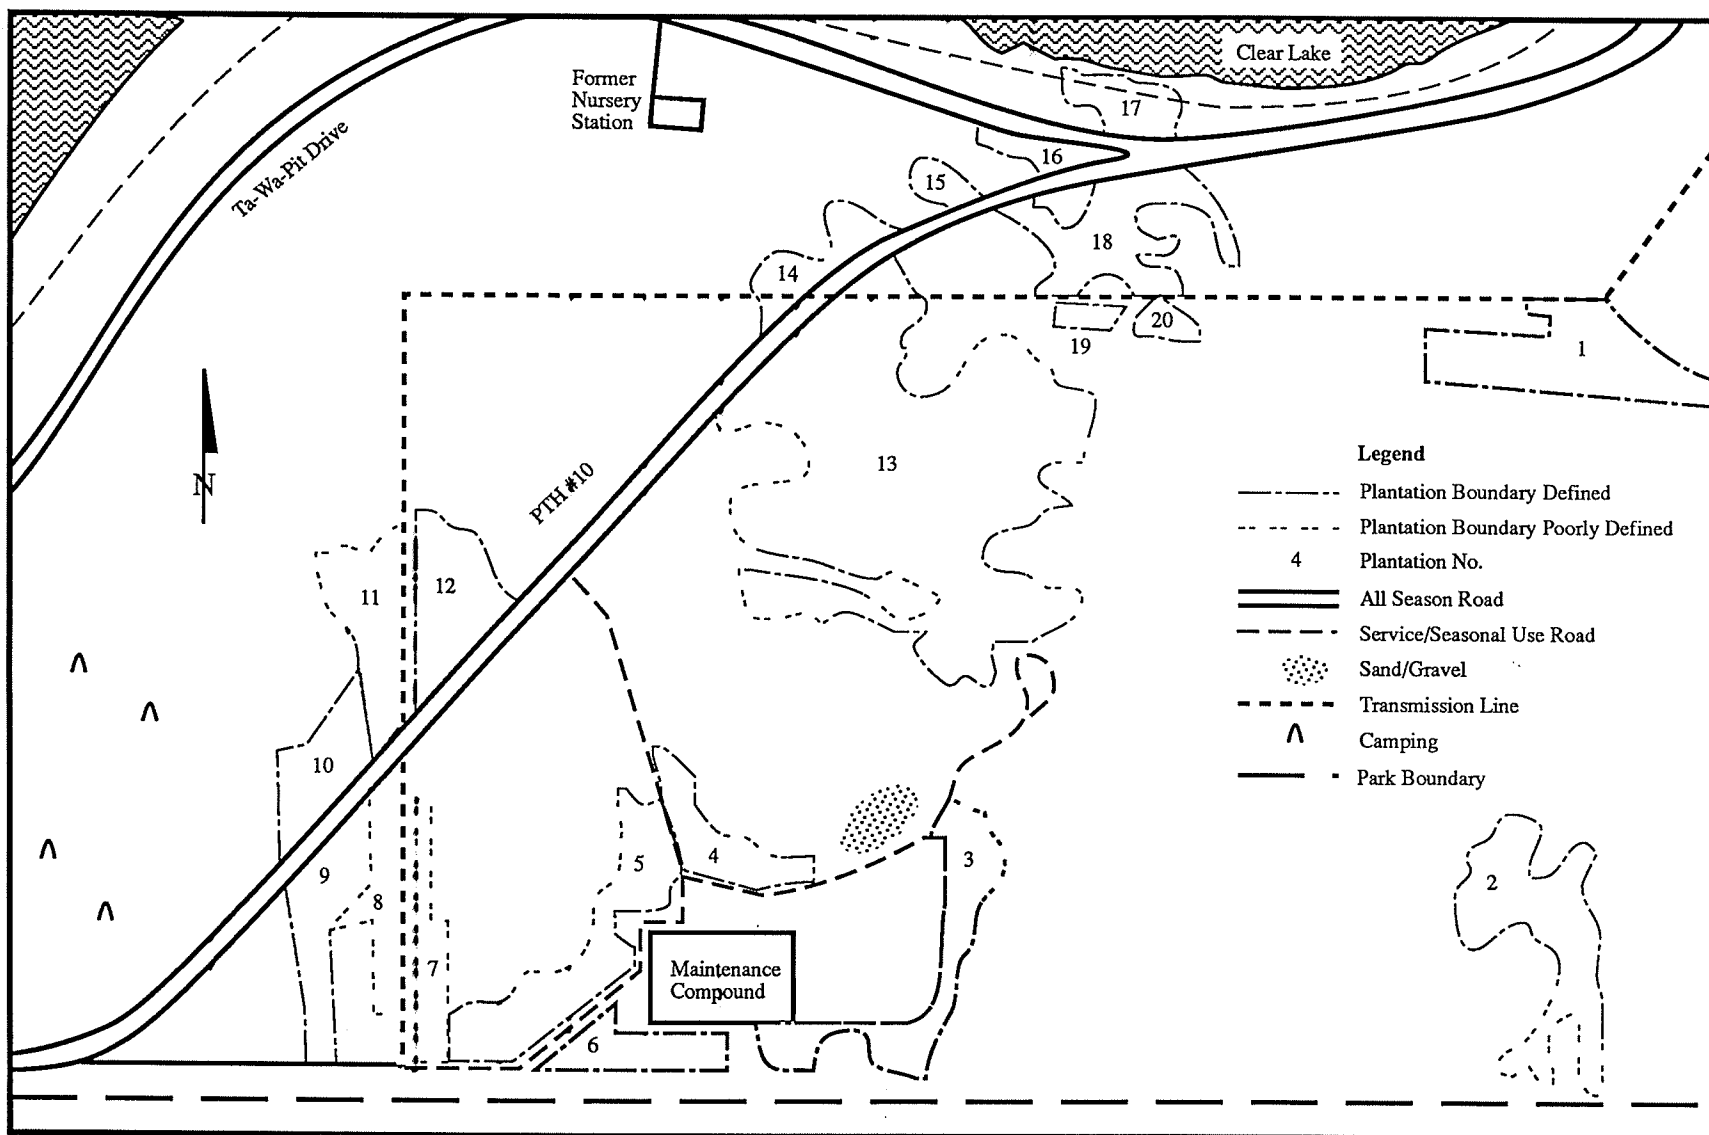 Clear Lake
Former
Nursery
Station
17
Ta-Wa-Pit Drive
16
15
18
14
20
19
1
13
PTH #10
N
Legend
Plantation Boundary Defined
Plantation Boundary Poorly Defined
4 Plantation No.
All Season Road
Service/Seasonal Use Road
Sand/Gravel
Transmission Line
Camping
Park Boundary
12
11
10
9
8
7
5
4
3
2
Maintenance
Compound
6